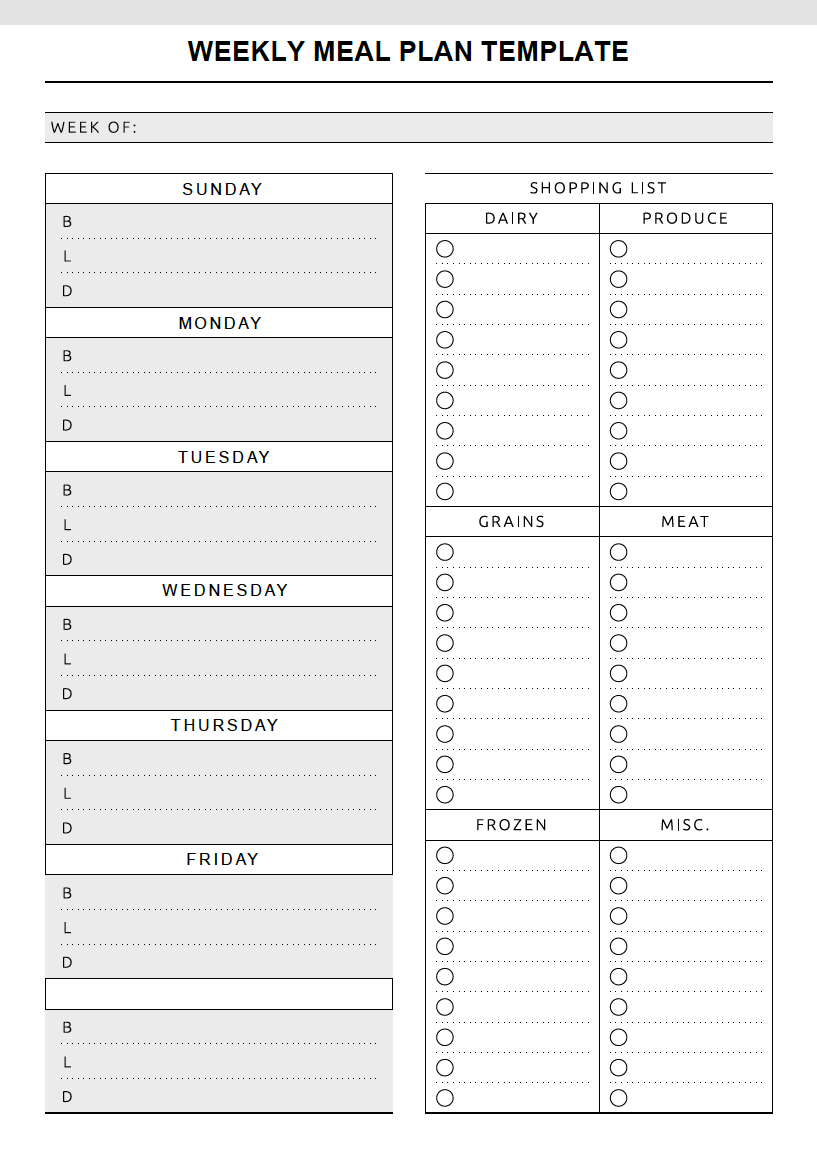 WEEKLY MEAL PLAN TEMPLATE
WEEK OF:
SUNDAY
B
L
D
MONDAY
B
L
D
TUESDAY
B
L
D
WEDNESDAY
B
L
D
THURSDAY
B
L
D
FRIDAY
B
L
D
B
L
D
SHOPPING LIST
DAIRY PRODUCE
GRAINS MEAT
FROZEN MISC.